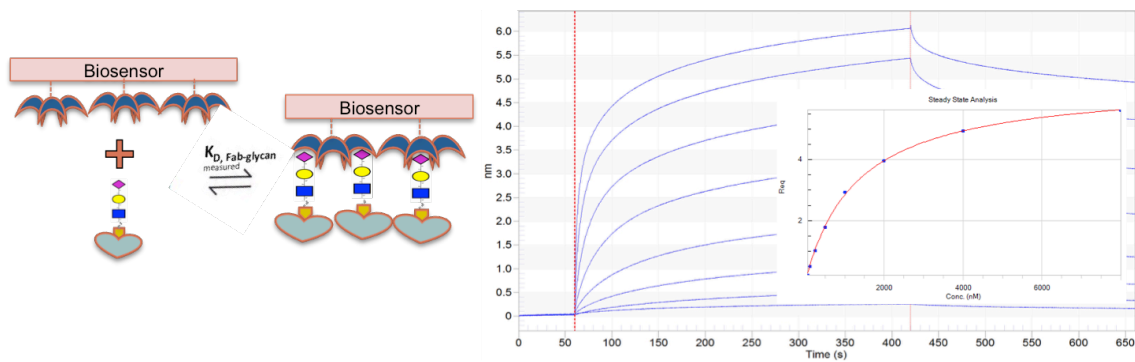 Biosensor
Biosensor
K
D, Fab-glycan
measured
nm
6.0
5.5
5.0
4.5
4.0
3.5
3.0
2.5
2.0
1.5
1.0
0.5
0.0
0 50 100 150 200 250 300 350 400 450 500 550 600 650
Time (s)
Steady State Analysis
Req
4
2
2000 4000 6000
Conc. (nM)